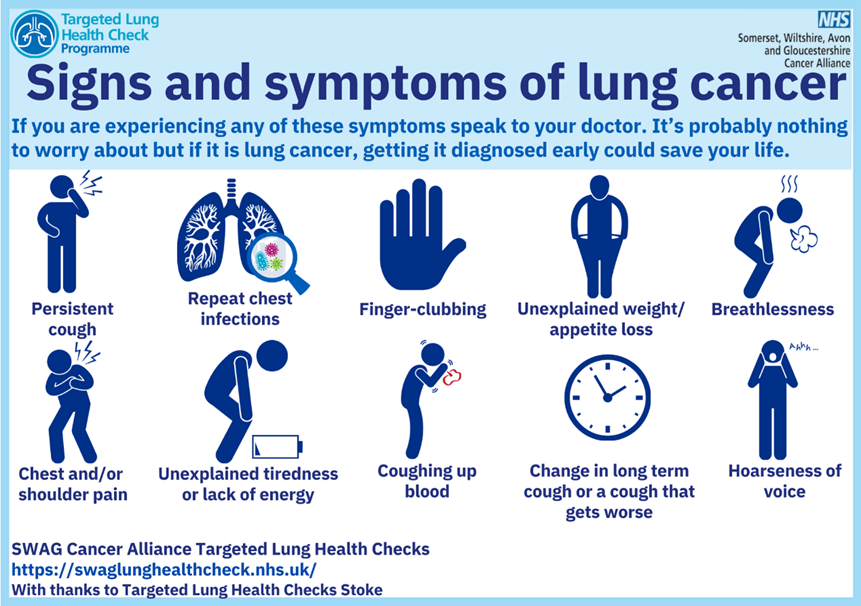 Targeted Lung
Health Check
Programme
NHS
Somerset, Wiltshire, Avon
and Gloucestershire
Cancer Alliance
Signs and symptoms of lung cancer
If you are experiencing any of these symptoms speak to your doctor. It's probably nothing
to worry about but if it is lung cancer, getting it diagnosed early could save your life.
Persistent
cough
Repeat chest
infections
Finger-clubbing
Unexplained weight/
appetite loss
Breathlessness
Chest and/or
shoulder pain
Unexplained tiredness
or lack of energy
Coughing up
blood
Change in long term
cough or a cough that
gets worse
Ahhh...
Hoarseness of
voice
SWAG Cancer Alliance Targeted Lung Health Checks
https://swaglunghealthcheck.nhs.uk/
With thanks to Targeted Lung Health Checks Stoke